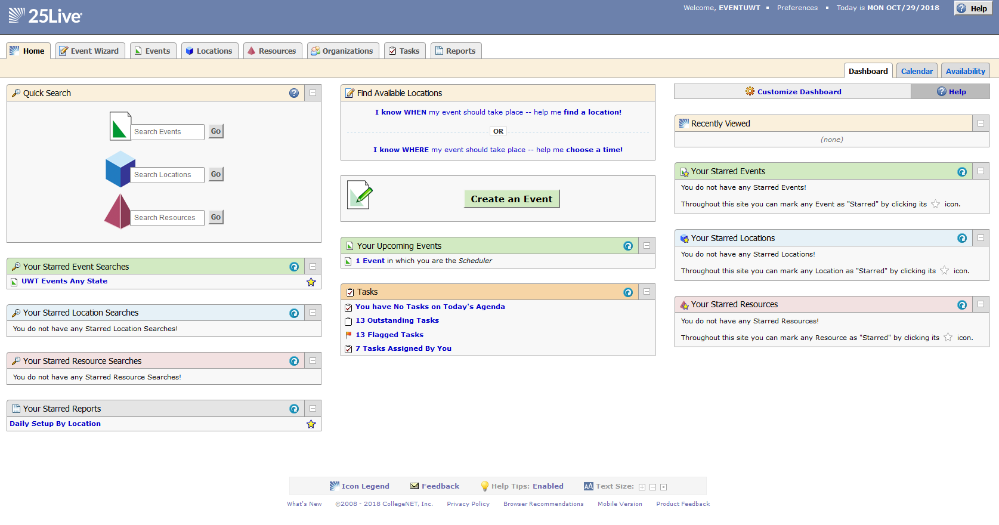 25Live
Welcome, EVENTUWT ▪ Preferences ▪ Today is MON OCT/29/2018
Help
Home
Event Wizard
Events
Locations
Resources
Organizations
Tasks
Reports
Dashboard
Calendar
Availability
Quick Search
Search Events
Go
Search Locations
Go
Search Resources
Go
Your Starred Event Searches
UWT Events Any State
Your Starred Location Searches
You do not have any Starred Location Searches!
Your Starred Resource Searches
You do not have any Starred Resource Searches!
Your Starred Reports
Daily Setup By Location
Find Available Locations
I know WHEN my event should take place -- help me find a location!
OR
I know WHERE my event should take place -- help me choose a time!
Create an Event
Your Upcoming Events
1 Event in which you are the Scheduler
Tasks
You have No Tasks on Today's Agenda
13 Outstanding Tasks
13 Flagged Tasks
7 Tasks Assigned By You
Customize Dashboard
Help
Recently Viewed
(none)
Your Starred Events
You do not have any Starred Events!
Throughout this site you can mark any Event as "Starred" by clicking its icon.
Your Starred Locations
You do not have any Starred Locations!
Throughout this site you can mark any Location as "Starred" by clicking its icon.
Your Starred Resources
You do not have any Starred Resources!
Throughout this site you can mark any Resource as "Starred" by clicking its icon.
Icon Legend
Feedback
Help Tips: Enabled
AA Text Size:
What's New
©2008 - 2018 CollegeNET, Inc.
Privacy Policy
Browser Recommendations
Mobile Version
Product Feedback